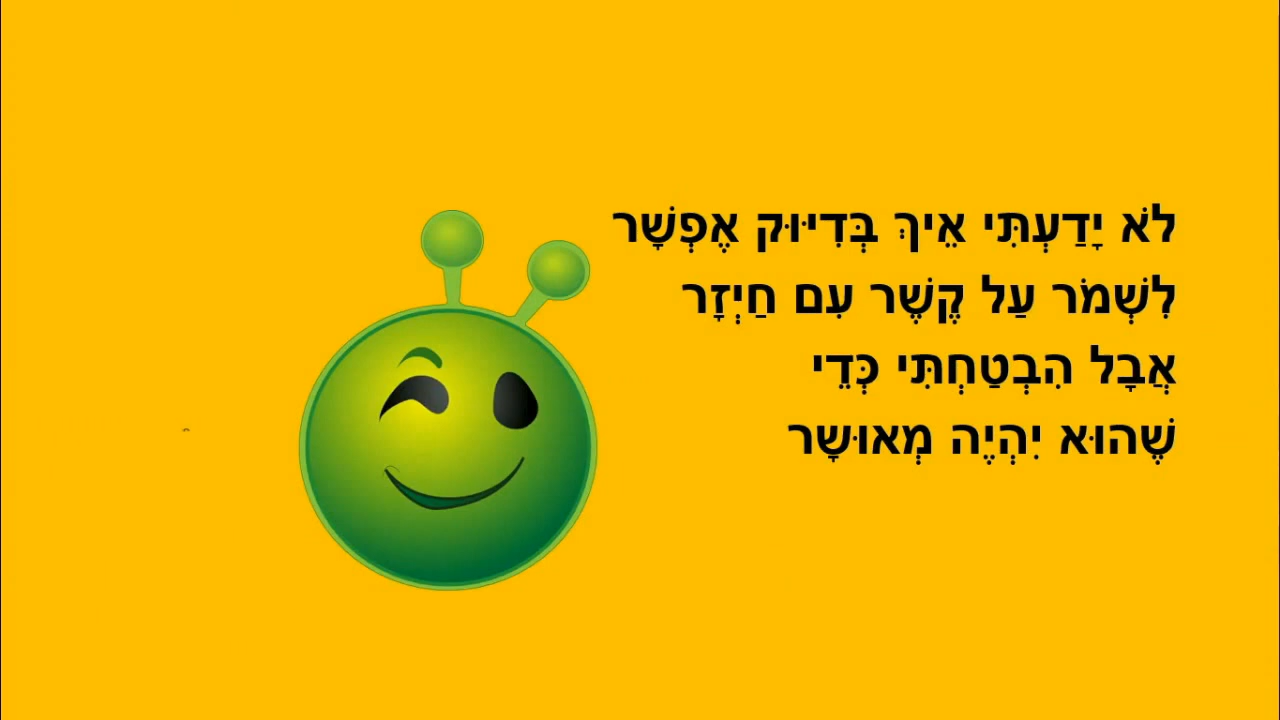 לֹא יָדַעְתִּי אֵיךְ בְּדִיּוּק אֶפְשָׁר
לִשְׁמֹר עַל קֶשֶׁר עִם חַיְזָר
אֲבָל הִבְטַחְתִּי כְּדֵי
שֶׁהוּא יִהְיֶה מְאוּשָׁר